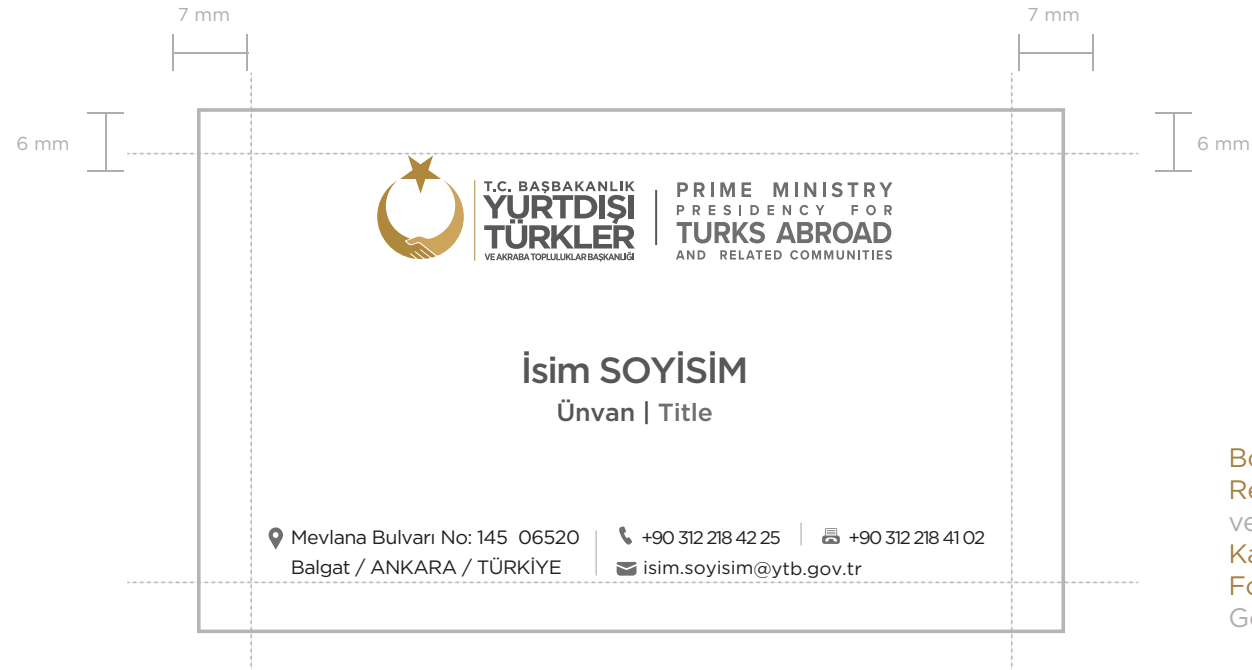 7 mm
7 mm
6 mm
6 mm
T.C. BAŞBAKANLIK
YURTDIŞI
TÜRKLER
VE AKRABA TOPLULUKLAR BAŞKANLIĞI
PRIME MINISTRY
PRESIDENCY FOR
TURKS ABROAD
AND RELATED COMMUNITIES
İsim SOYİSİM
Ünvan | Title
Mevlana Bulvarı No: 145 06520
Balgat / ANKARA / TÜRKİYE
+90 312 218 42 25
+90 312 218 41 02
isim.soyisim@ytb.gov.tr